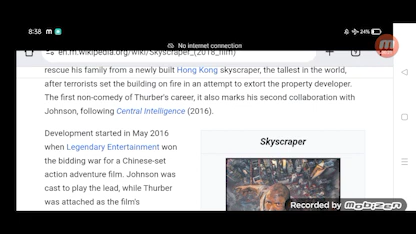 8:38
24%
No internet connection
en.m.wikipedia.org/wiki/Skyscraper_(2018_film)
rescue his family from a newly built Hong Kong skyscraper, the tallest in the world,
after terrorists set the building on fire in an attempt to extort the property developer.
The first non-comedy of Thurber's career, it also marks his second collaboration with
Johnson, following Central Intelligence (2016).
Development started in May 2016
when Legendary Entertainment won
the bidding war for a Chinese-set
action adventure film. Johnson was
cast to play the lead, while Thurber
was attached as the film's
Skyscraper
Recorded by mobizen